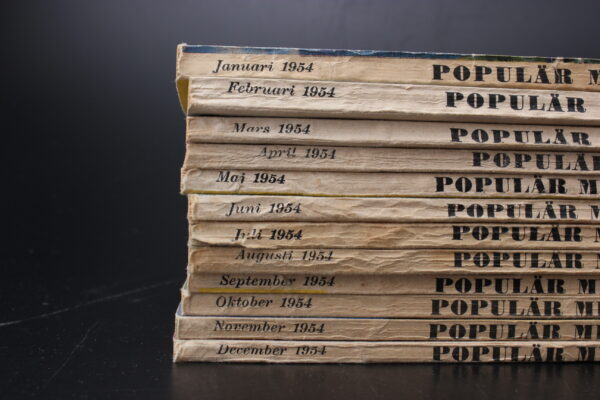 Januari 1954 POPULÄR M
Februari 1954 POPULÄR
Mars 1954 POPULÄR M
April 1954 POPULÄR
Maj 1954 POPULÄR M
Juni 1954 POPULÄR M
Juli 1954 POPULÄR M
Augusti 1954 POPULÄR M
September 1954 POPULÄR M
Oktober 1954 POPULÄR M
November 1954 POPULÄR M
December 1954 POPULÄR M